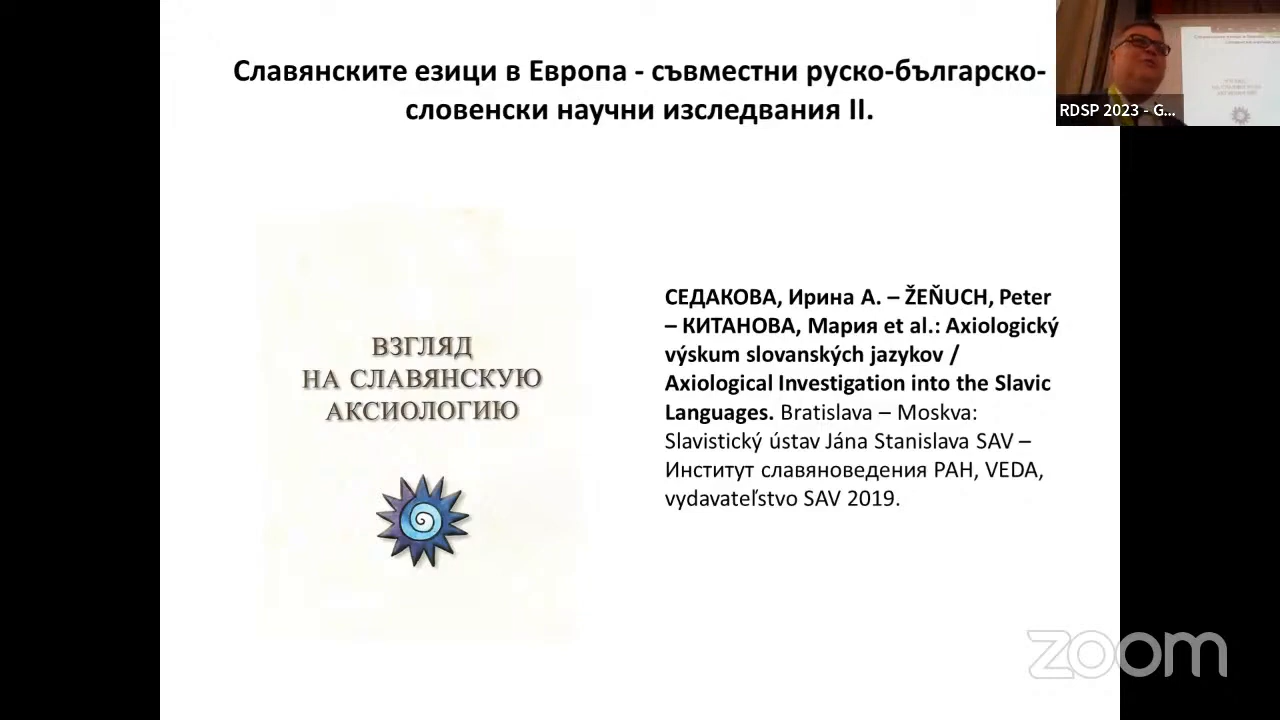 Славянските езици в Европа - съвместни руско-българско-
словенски научни изследвания II.
RDSP 2023 - G...
ВЗГЛЯД
НА СЛАВЯНСКУЮ
АКСИОЛОГИЮ
СЕДАКОВА, Ирина А. – ŽEŇUCH, Peter
– КИТАНОВА, Мария et al.: Axiologický
výskum slovanských jazykov /
Axiological Investigation into the Slavic
Languages. Bratislava – Moskva:
Slavistický ústav Jána Stanislava SAV –
Институт славяноведения РАН, VEDA,
vydavateľstvo SAV 2019.
zoom